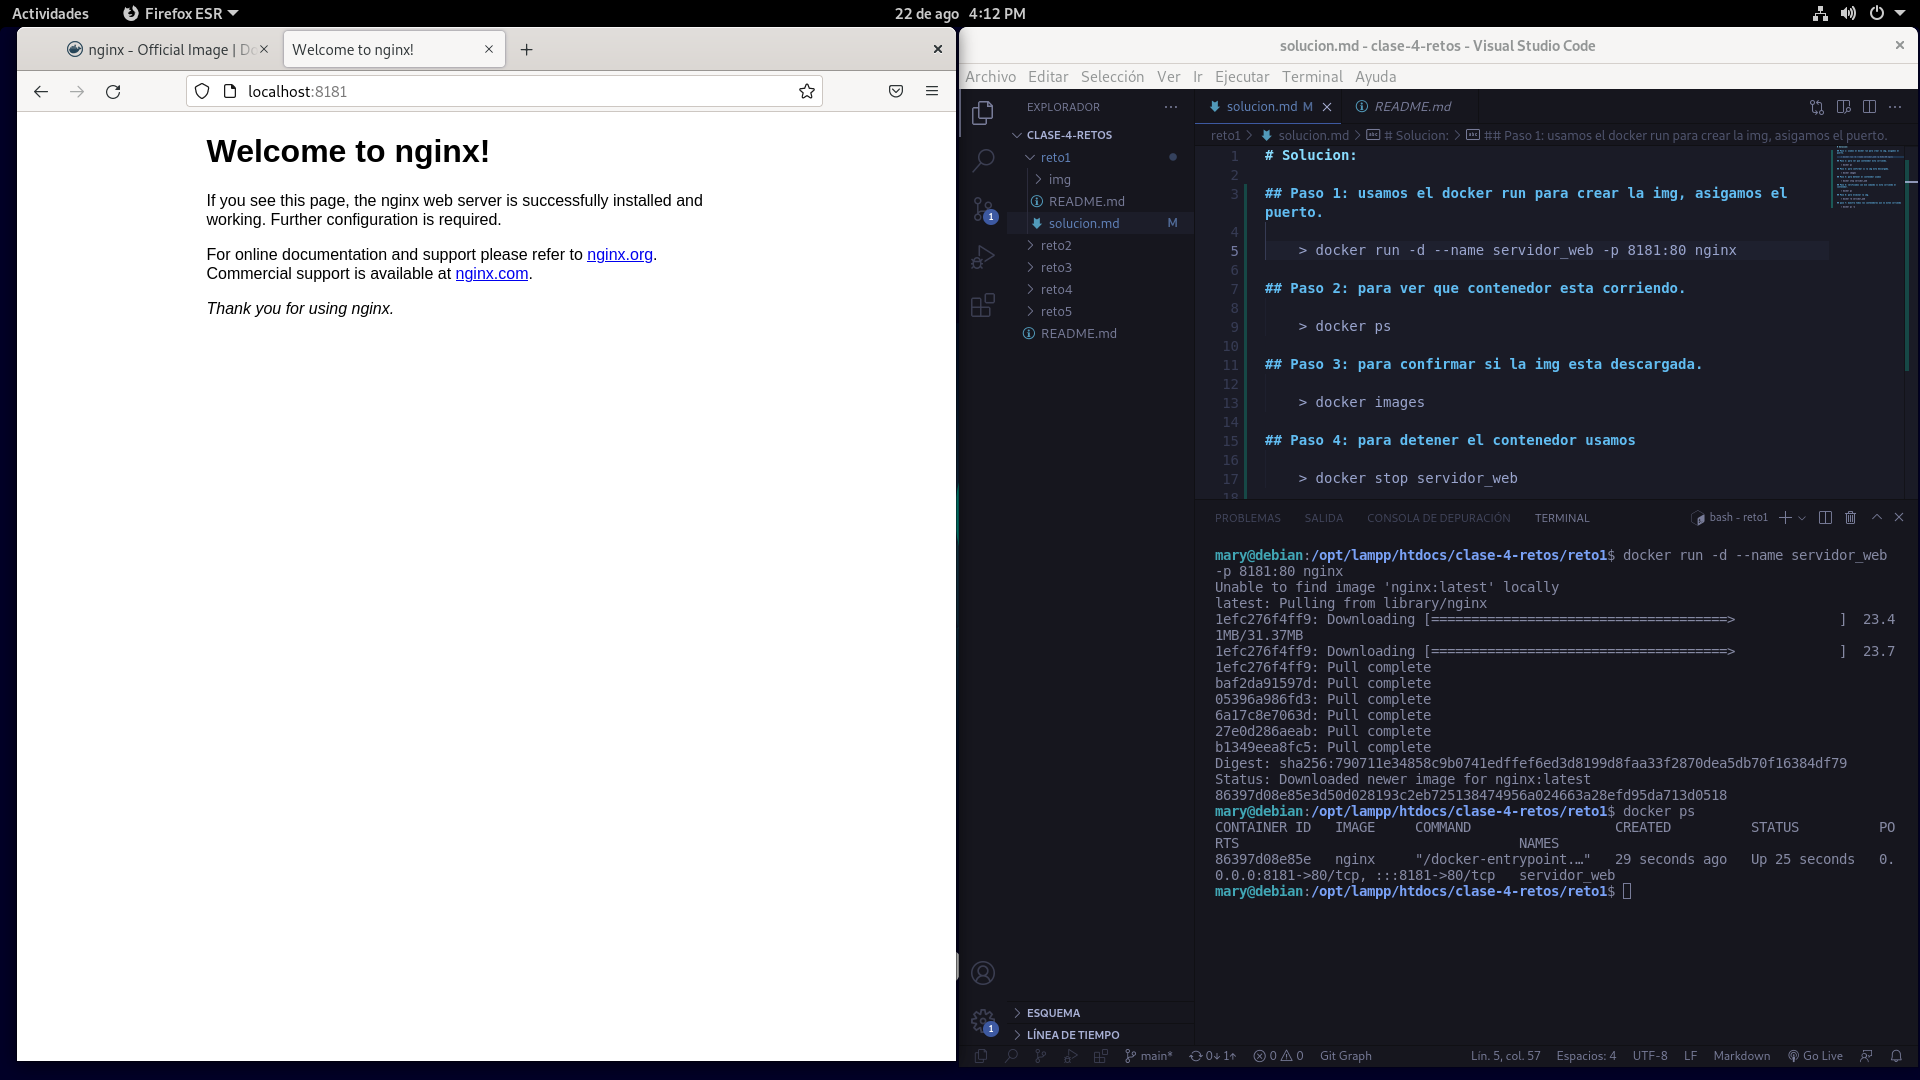 Actividades
Firefox ESR
22 de ago 4:12 PM
nginx - Official Image | Do
Welcome to nginx!
localhost:8181
Welcome to nginx!
If you see this page, the nginx web server is successfully installed and
working. Further configuration is required.
For online documentation and support please refer to nginx.org.
Commercial support is available at nginx.com.
Thank you for using nginx.
solucion.md - clase-4-retos - Visual Studio Code
Archivo Editar Selección Ver Ir Ejecutar Terminal Ayuda
EXPLORADOR
CLASE-4-RETOS
reto1
img
README.md
solucion.md M
reto2
reto3
reto4
reto5
README.md
1
1
ESQUEMA
LÍNEA DE TIEMPO
solucion.md M
README.md
reto1 > solucion.md > # Solucion: > ## Paso 1: usamos el docker run para crear la img, asigamos el puerto.
1 # Solucion:
2
3 ## Paso 1: usamos el docker run para crear la img, asigamos el
puerto.
4
5 > docker run -d --name servidor_web -p 8181:80 nginx
6
7 ## Paso 2: para ver que contenedor esta corriendo.
8
9 > docker ps
10
11 ## Paso 3: para confirmar si la img esta descargada.
12
13 > docker images
14
15 ## Paso 4: para detener el contenedor usamos
16
17 > docker stop servidor_web
18
PROBLEMAS SALIDA CONSOLA DE DEPURACIÓN TERMINAL
bash - reto1
mary@debian:/opt/lampp/htdocs/clase-4-retos/reto1$ docker run -d --name servidor_web
-p 8181:80 nginx
Unable to find image 'nginx:latest' locally
latest: Pulling from library/nginx
1efc276f4ff9: Downloading [=====================================> ] 23.4
1MB/31.37MB
1efc276f4ff9: Downloading [=====================================> ] 23.7
1efc276f4ff9: Pull complete
baf2da91597d: Pull complete
05396a986fd3: Pull complete
6a17c8e7063d: Pull complete
27e0d286aeab: Pull complete
b1349eea8fc5: Pull complete
Digest: sha256:790711e34858c9b0741edffef6ed3d8199d8faa33f2870dea5db70f16384df79
Status: Downloaded newer image for nginx:latest
86397d08e85e3d50d028193c2eb725138474956a024663a28efd95da713d0518
mary@debian:/opt/lampp/htdocs/clase-4-retos/reto1$ docker ps
CONTAINER ID IMAGE COMMAND CREATED STATUS PO
RTS NAMES
86397d08e85e nginx "/docker-entrypoint.…" 29 seconds ago Up 25 seconds 0.
0.0.0:8181->80/tcp, :::8181->80/tcp servidor_web
mary@debian:/opt/lampp/htdocs/clase-4-retos/reto1$
main* 0↓ 1↑ 0 0 Git Graph
Lín. 5, col. 57 Espacios: 4 UTF-8 LF Markdown Go Live